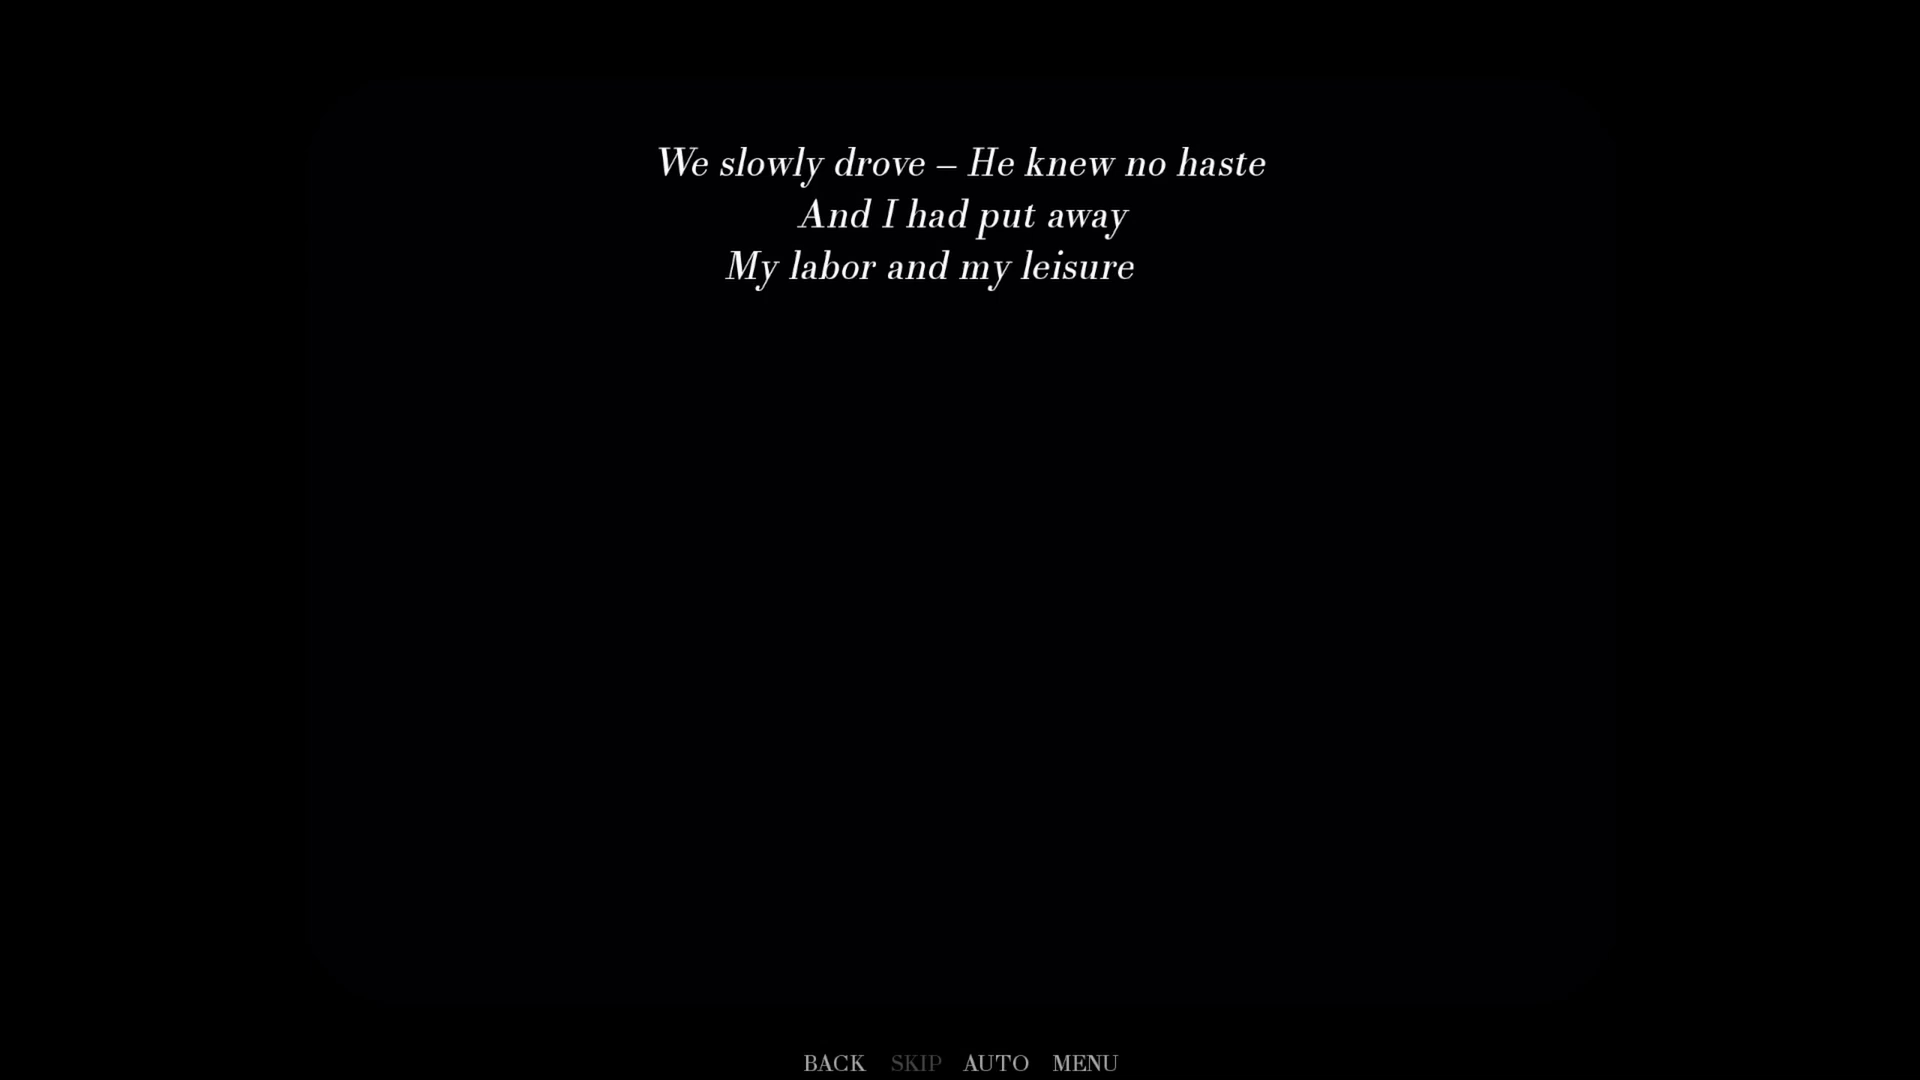 We slowly drove – He knew no haste
And I had put away
My labor and my leisure
BACK SKIP AUTO MENU